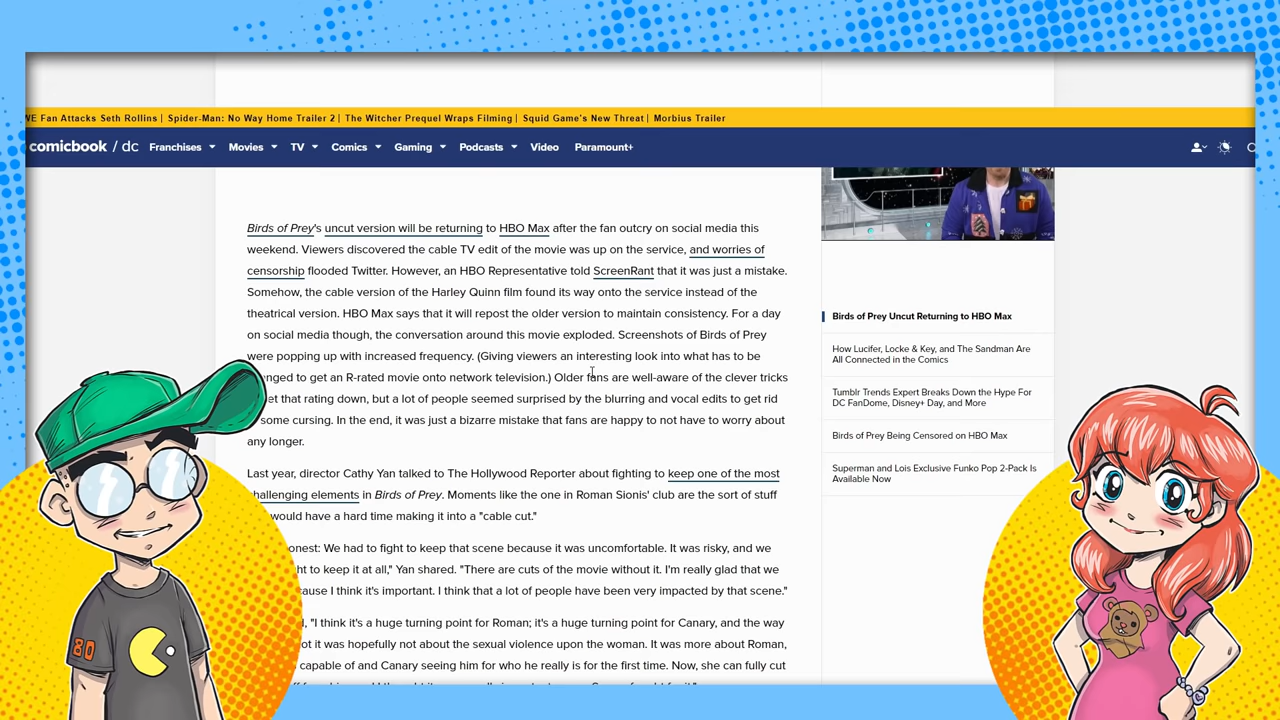 WE Fan Attacks Seth Rollins | Spider-Man: No Way Home Trailer 2 | The Witcher Prequel Wraps Filming | Squid Game's New Threat | Morbius Trailer
comicbook / dc Franchises Movies TV Comics Gaming Podcasts Video Paramount+
Birds of Prey's uncut version will be returning to HBO Max after the fan outcry on social media this
weekend. Viewers discovered the cable TV edit of the movie was up on the service, and worries of
censorship flooded Twitter. However, an HBO Representative told ScreenRant that it was just a mistake.
Somehow, the cable version of the Harley Quinn film found its way onto the service instead of the
theatrical version. HBO Max says that it will repost the older version to maintain consistency. For a day
on social media though, the conversation around this movie exploded. Screenshots of Birds of Prey
were popping up with increased frequency. (Giving viewers an interesting look into what has to be
enged to get an R-rated movie onto network television.) Older fans are well-aware of the clever tricks
et that rating down, but a lot of people seemed surprised by the blurring and vocal edits to get rid
some cursing. In the end, it was just a bizarre mistake that fans are happy to not have to worry about
any longer.
Last year, director Cathy Yan talked to The Hollywood Reporter about fighting to keep one of the most
hallenging elements in Birds of Prey. Moments like the one in Roman Sionis' club are the sort of stuff
would have a hard time making it into a "cable cut."
onest: We had to fight to keep that scene because it was uncomfortable. It was risky, and we
ht to keep it at all," Yan shared. "There are cuts of the movie without it. I'm really glad that we
ause I think it's important. I think that a lot of people have been very impacted by that scene."
, "I think it's a huge turning point for Roman; it's a huge turning point for Canary, and the way
ot it was hopefully not about the sexual violence upon the woman. It was more about Roman,
capable of and Canary seeing him for who he really is for the first time. Now, she can fully cut
Birds of Prey Uncut Returning to HBO Max
How Lucifer, Locke & Key, and The Sandman Are
All Connected in the Comics
Tumblr Trends Expert Breaks Down the Hype For
DC FanDome, Disney+ Day, and More
Birds of Prey Being Censored on HBO Max
Superman and Lois Exclusive Funko Pop 2-Pack Is
Available Now
80